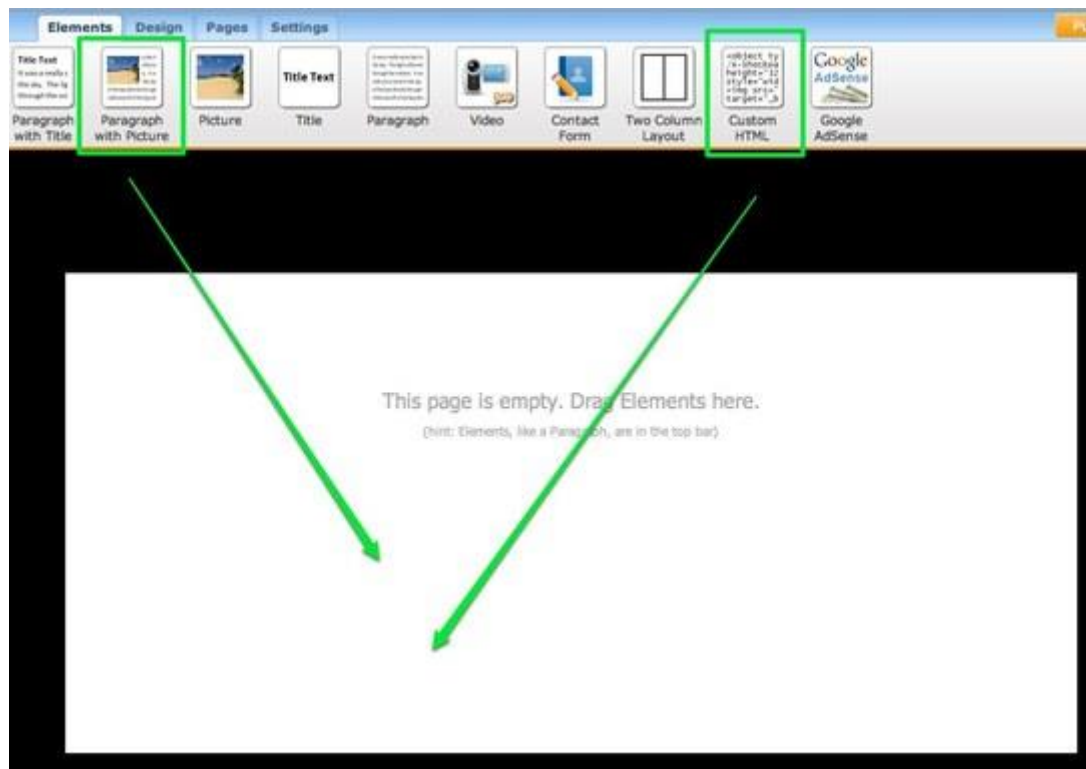 Elements Design Pages Settings
Title Text
Title Text
Google
AdSense
Paragraph with Title
Paragraph with Picture
Picture
Title
Paragraph
Video
Contact Form
Two Column Layout
Custom HTML
Google AdSense
This page is empty. Drag Elements here.
(hint: Elements, like a Paragraph, are in the top bar)